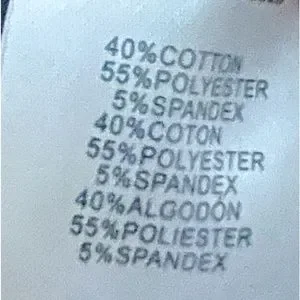 40%COTTON
55%POLYESTER
5%SPANDEX
40%COTON
55%POLYESTER
5%SPANDEX
40%ALGODÓN
55%POLIESTER
5%SPANDEX